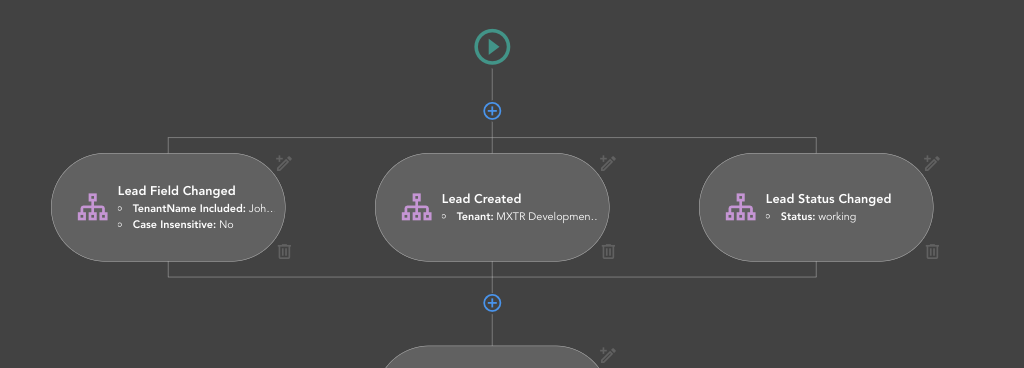 Lead Field Changed
TenantName Included: Joh..
Case Insensitive: No
Lead Created
Tenant: MXTR Developmen..
Lead Status Changed
Status: working